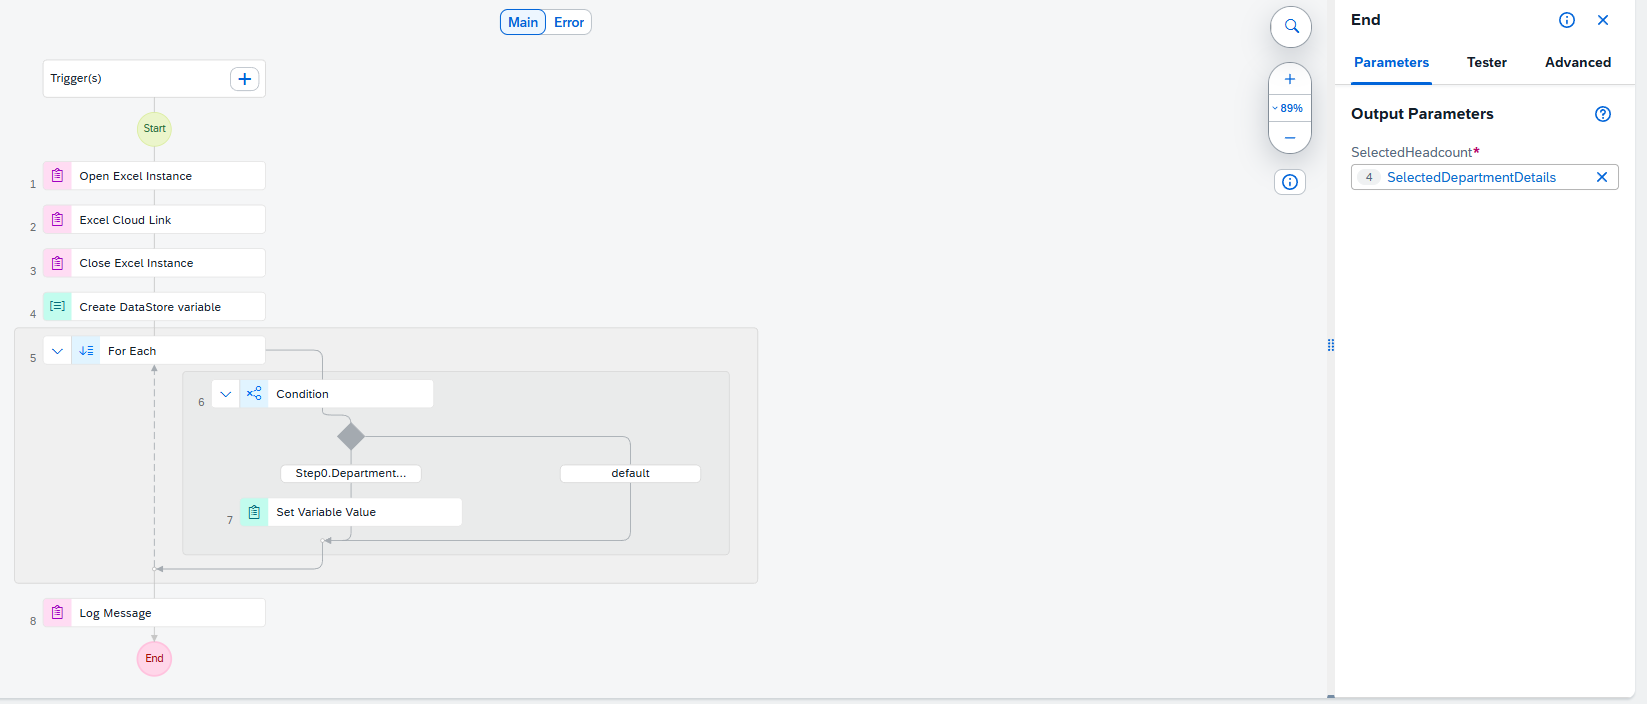 Main Error
Trigger(s)
Start
1 Open Excel Instance
2 Excel Cloud Link
3 Close Excel Instance
4 Create DataStore variable
5 For Each
6 Condition
Step0.Department... default
7 Set Variable Value
8 Log Message
End
89%
End
Parameters Tester Advanced
Output Parameters
SelectedHeadcount*
4 SelectedDepartmentDetails